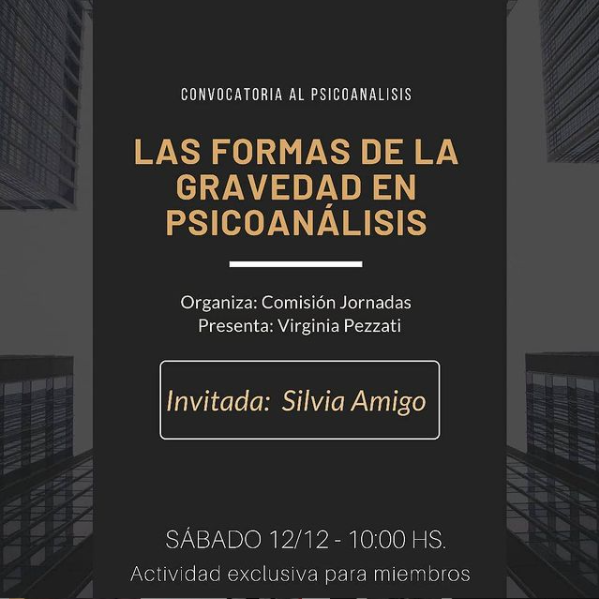 CONVOCATORIA AL PSICOANALISIS
LAS FORMAS DE LA
GRAVEDAD EN
PSICOANÁLISIS
Organiza: Comisión Jornadas
Presenta: Virginia Pezzati
Invitada: Silvia Amigo
SÁBADO 12/12 - 10:00 HS.
Actividad exclusiva para miembros